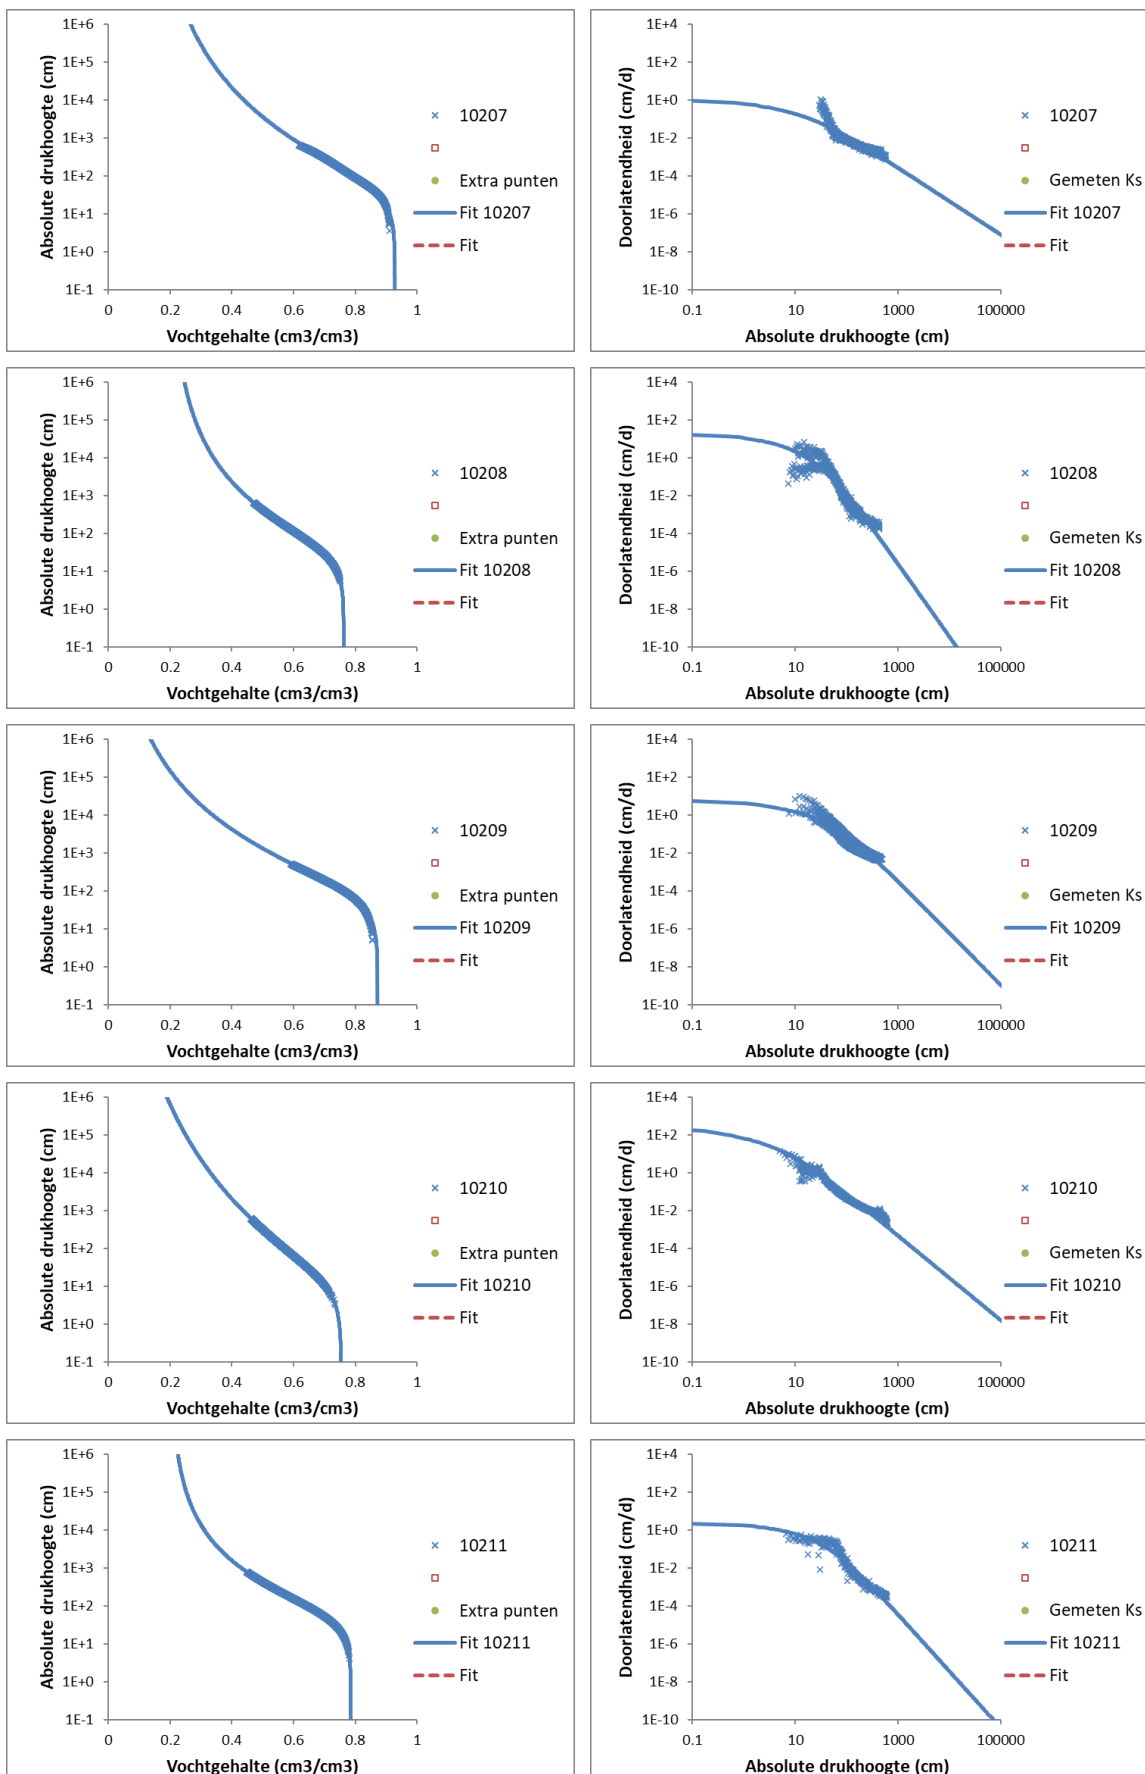 1E+6
1E+5
1E+4
1E+3
1E+2
1E+1
1E+0
1E-1
Absolute drukhoogte (cm)
0 0.2 0.4 0.6 0.8 1
Vochtgehalte (cm3/cm3)
10207
Extra punten
Fit 10207
Fit
1E+4
1E+2
1E+0
1E-2
1E-4
1E-6
1E-8
1E-10
Doorlatendheid (cm/d)
0.1 10 1000 100000
Absolute drukhoogte (cm)
10207
Gemeten Ks
Fit 10207
Fit
1E+6
1E+5
1E+4
1E+3
1E+2
1E+1
1E+0
1E-1
Absolute drukhoogte (cm)
0 0.2 0.4 0.6 0.8 1
Vochtgehalte (cm3/cm3)
10208
Extra punten
Fit 10208
Fit
1E+4
1E+2
1E+0
1E-2
1E-4
1E-6
1E-8
1E-10
Doorlatendheid (cm/d)
0.1 10 1000 100000
Absolute drukhoogte (cm)
10208
Gemeten Ks
Fit 10208
Fit
1E+6
1E+5
1E+4
1E+3
1E+2
1E+1
1E+0
1E-1
Absolute drukhoogte (cm)
0 0.2 0.4 0.6 0.8 1
Vochtgehalte (cm3/cm3)
10209
Extra punten
Fit 10209
Fit
1E+4
1E+2
1E+0
1E-2
1E-4
1E-6
1E-8
1E-10
Doorlatendheid (cm/d)
0.1 10 1000 100000
Absolute drukhoogte (cm)
10209
Gemeten Ks
Fit 10209
Fit
1E+6
1E+5
1E+4
1E+3
1E+2
1E+1
1E+0
1E-1
Absolute drukhoogte (cm)
0 0.2 0.4 0.6 0.8 1
Vochtgehalte (cm3/cm3)
10210
Extra punten
Fit 10210
Fit
1E+4
1E+2
1E+0
1E-2
1E-4
1E-6
1E-8
1E-10
Doorlatendheid (cm/d)
0.1 10 1000 100000
Absolute drukhoogte (cm)
10210
Gemeten Ks
Fit 10210
Fit
1E+6
1E+5
1E+4
1E+3
1E+2
1E+1
1E+0
1E-1
Absolute drukhoogte (cm)
0 0.2 0.4 0.6 0.8 1
Vochtgehalte (cm3/cm3)
10211
Extra punten
Fit 10211
Fit
1E+4
1E+2
1E+0
1E-2
1E-4
1E-6
1E-8
1E-10
Doorlatendheid (cm/d)
0.1 10 1000 100000
Absolute drukhoogte (cm)
10211
Gemeten Ks
Fit 10211
Fit